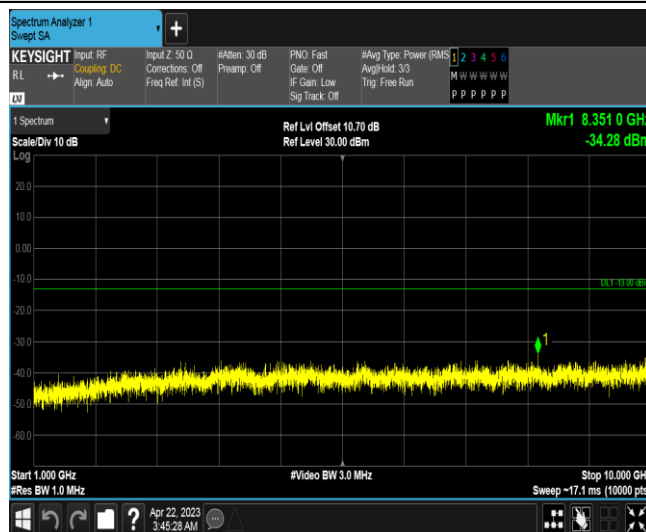 Spectrum Analyzer 1
Swept SA
KEYSIGHT
RL
LXI
Input: RF
Coupling: DC
Align: Auto
Input Z: 50 Ω
Corrections: Off
Freq Ref: Int (S)
#Atten: 30 dB
Preamp: Off
PNO: Fast
Gate: Off
IF Gain: Low
Sig Track: Off
#Avg Type: Power (RMS
Avg|Hold: 3/3
Trig: Free Run
1 2 3 4 5 6
M W W W W W
P P P P P P
1 Spectrum
Scale/Div 10 dB
Log
Ref Lvl Offset 10.70 dB
Ref Level 30.00 dBm
Mkr1 8.351 0 GHz
-34.28 dBm
20.0
10.0
0.00
-10.0
DL1 -13.00 dBm
-20.0
-30.0
1
-40.0
-50.0
-60.0
Start 1.000 GHz
#Res BW 1.0 MHz
#Video BW 3.0 MHz
Stop 10.000 GHz
Sweep ~17.1 ms (10000 pts
?
Apr 22, 2023
3:45:28 AM